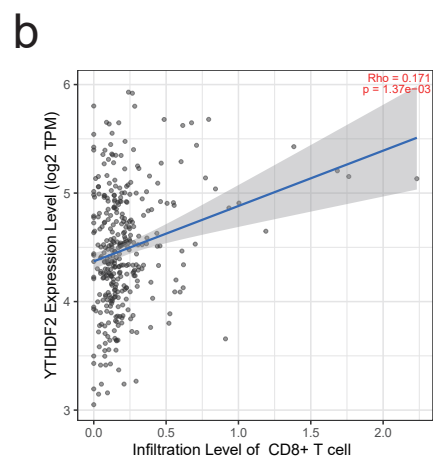 b
Rho = 0.171
p = 1.37e−03
6
5
4
3
YTHDF2 Expression Level (log2 TPM)
0.0 0.5 1.0 1.5 2.0
Infiltration Level of CD8+ T cell